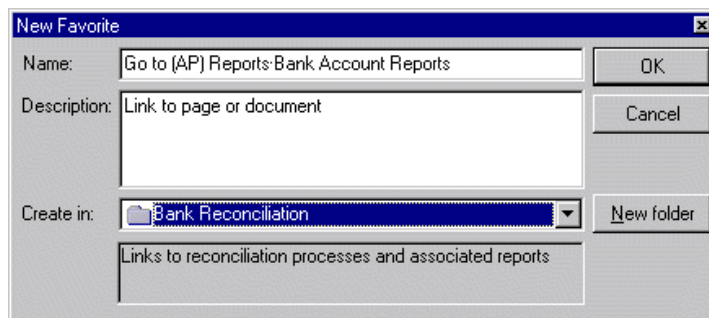 New Favorite
Name: Go to (AP) Reports·Bank Account Reports OK
Description: Link to page or document Cancel
Create in: Bank Reconciliation New folder
Links to reconciliation processes and associated reports